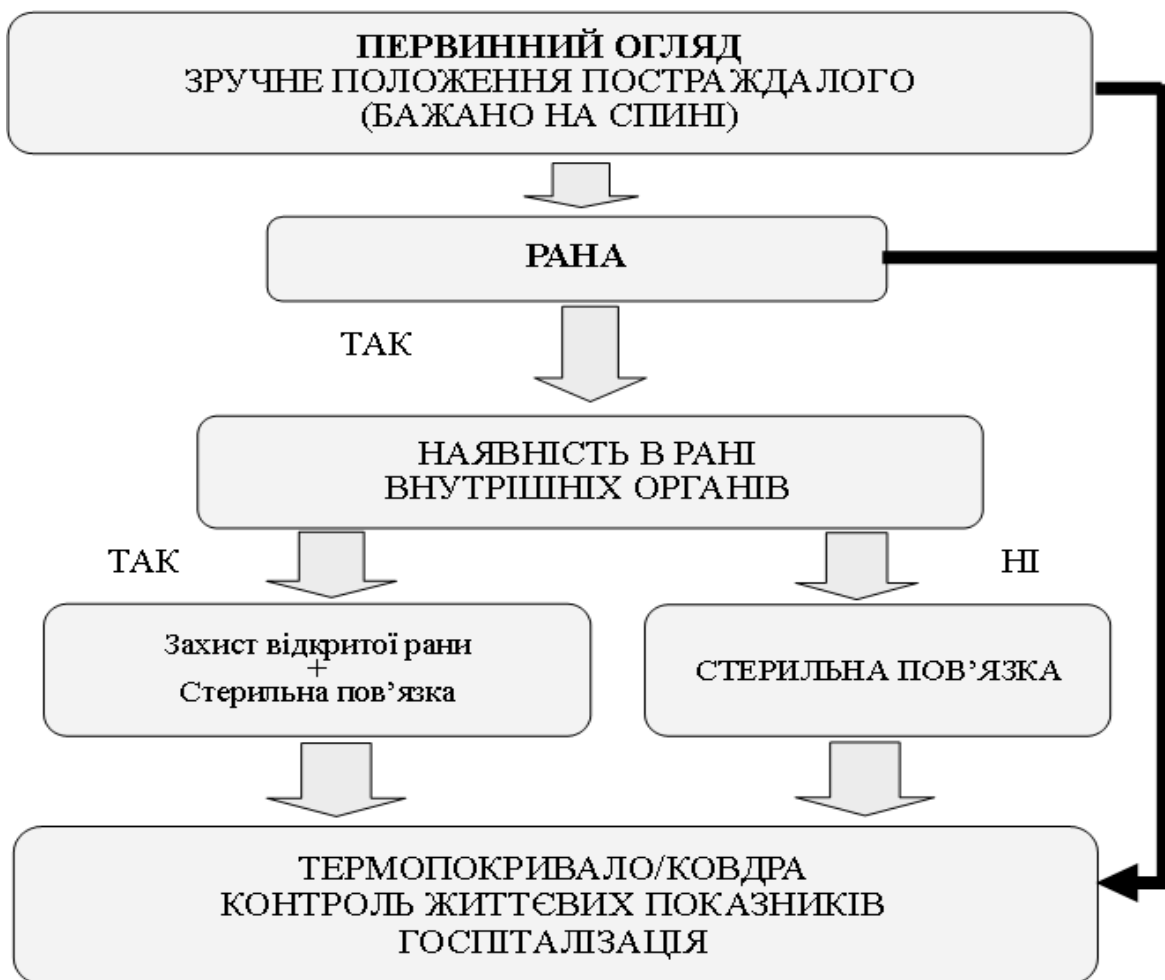 ПЕРВИННИЙ ОГЛЯД
ЗРУЧНЕ ПОЛОЖЕННЯ ПОСТРАЖДАЛОГО
(БАЖАНО НА СПИНІ)
РАНА
ТАК
НАЯВНІСТЬ В РАНІ
ВНУТРІШНІХ ОРГАНІВ
ТАК
НІ
Захист відкритої рани
+
Стерильна пов’язка
СТЕРИЛЬНА ПОВ’ЯЗКА
ТЕРМОПОКРИВАЛО/КОВДРА
КОНТРОЛЬ ЖИТТЄВИХ ПОКАЗНИКІВ
ГОСПІТАЛІЗАЦІЯ